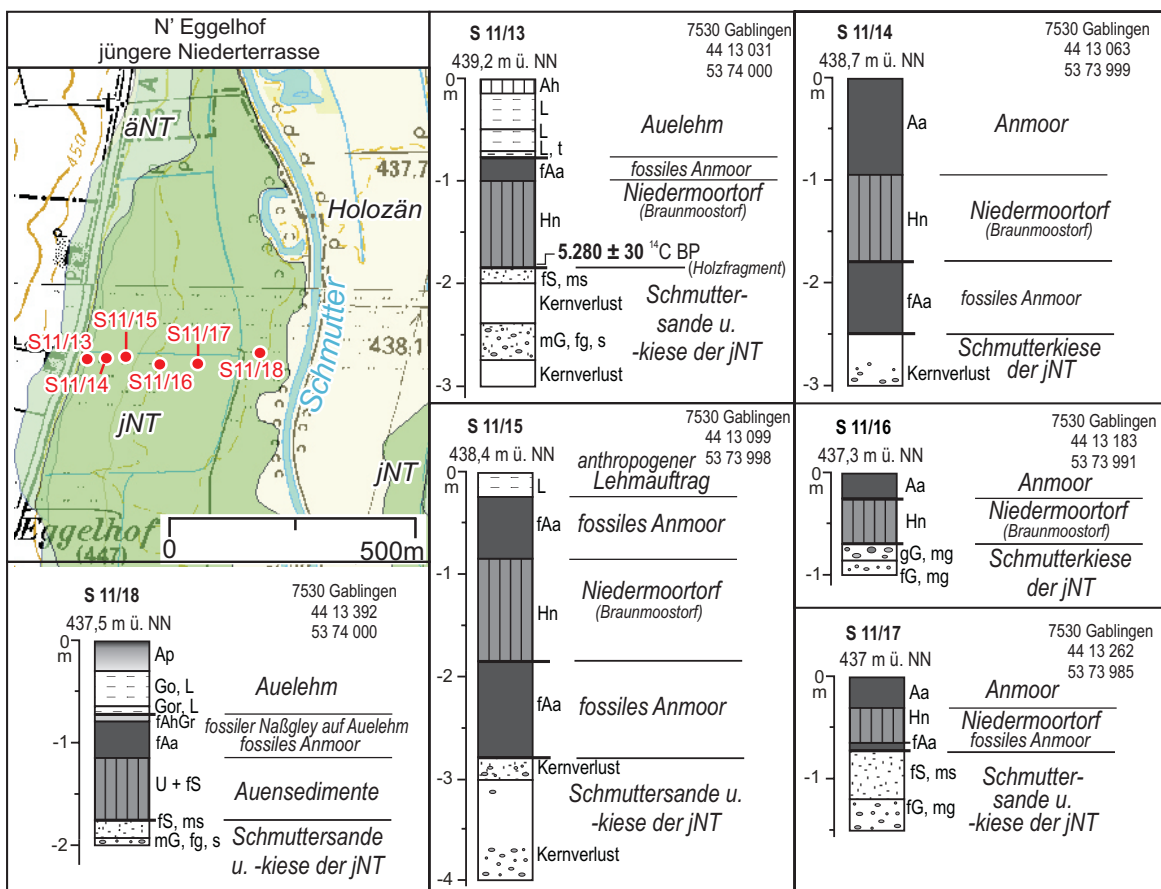 N' Eggelhof
jüngere Niederterrasse
äNT
450
437,7
Holozän
S11/15
S11/13
S11/17
S11/14
S11/16
S11/18
Schmutter
438,1
jNT
jNT
Eggelhof
(447)
0 500m
S 11/13
439,2 m ü. NN
7530 Gablingen
44 13 031
53 74 000
0
m
-1
-2
-3
Ah
L
L
L, t
fAa
Hn
5.280 ± 30 14C BP
(Holzfragment)
fS, ms
Kernverlust
mG, fg, s
Kernverlust
Auelehm
fossiles Anmoor
Niedermoortorf
(Braunmoostorf)
Schmutter-
sande u.
-kiese der jNT
S 11/14
438,7 m ü. NN
7530 Gablingen
44 13 063
53 73 999
0
m
-1
-2
-3
Aa
Hn
fAa
Kernverlust
Anmoor
Niedermoortorf
(Braunmoostorf)
fossiles Anmoor
Schmutterkiese
der jNT
S 11/15
438,4 m ü. NN
7530 Gablingen
44 13 099
53 73 998
0
m
-1
-2
-3
-4
L
fAa
Hn
fAa
Kernverlust
Kernverlust
anthropogener
Lehmauftrag
fossiles Anmoor
Niedermoortorf
(Braunmoostorf)
fossiles Anmoor
Schmuttersande u.
-kiese der jNT
S 11/16
437,3 m ü. NN
7530 Gablingen
44 13 183
53 73 991
0
m
-1
Aa
Hn
gG, mg
fG, mg
Anmoor
Niedermoortorf
(Braunmoostorf)
Schmutterkiese
der jNT
S 11/17
437 m ü. NN
7530 Gablingen
44 13 262
53 73 985
0
m
-1
Aa
Hn
fAa
fS, ms
fG, mg
Anmoor
Niedermoortorf
fossiles Anmoor
Schmutter-
sande u.
-kiese der jNT
S 11/18
437,5 m ü. NN
7530 Gablingen
44 13 392
53 74 000
0
m
-1
-2
Ap
Go, L
Gor, L
fAhGr
fAa
U + fS
fS, ms
mG, fg, s
Auelehm
fossiler Naßgley auf Auelehm
fossiles Anmoor
Auensedimente
Schmuttersande
u. -kiese der jNT